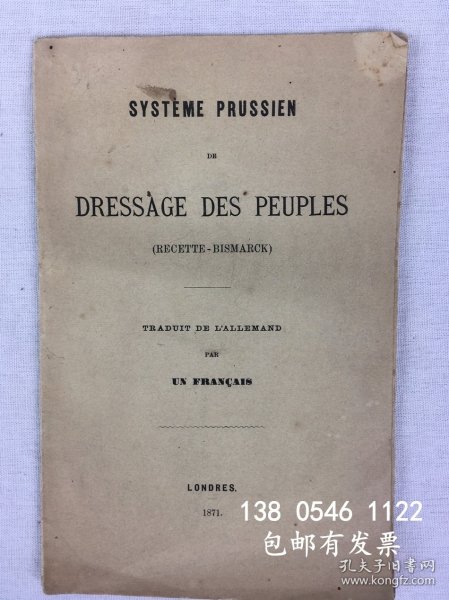 SYSTÈME PRUSSIEN
DE
DRESSAGE DES PEUPLES
(RECETTE-BISMARCK)
TRADUIT DE L'ALLEMAND
PAR
UN FRANÇAIS
LONDRES.
1871.
138 0546 1122
包邮有发票
孔夫子旧书网
www.kongfz.com